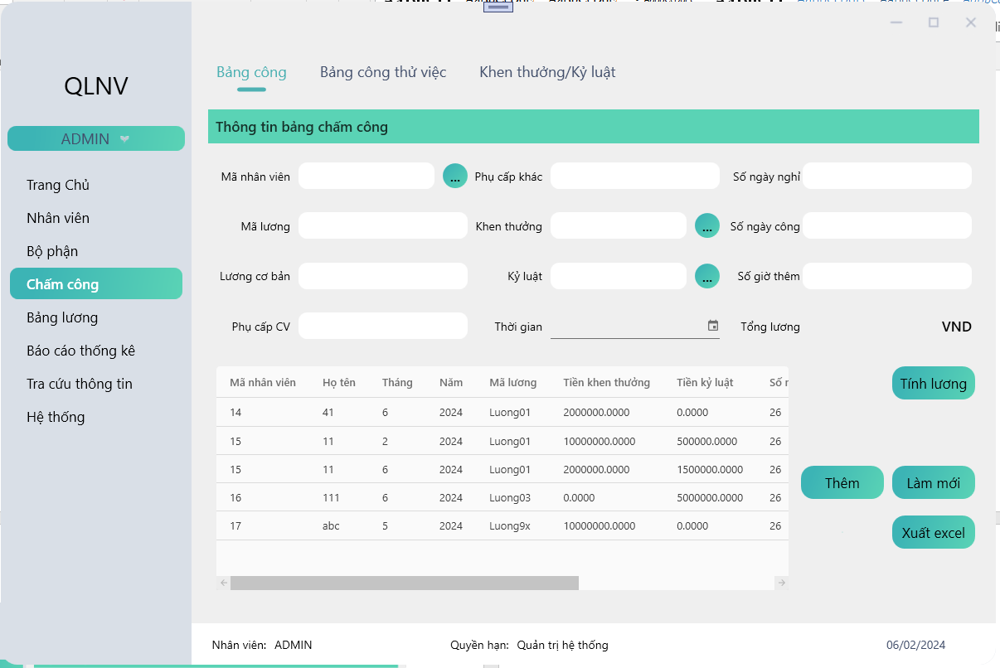 QLNV
ADMIN
Trang Chủ
Nhân viên
Bộ phận
Chấm công
Bảng lương
Báo cáo thống kê
Tra cứu thông tin
Hệ thống
Bảng công Bảng công thử việc Khen thưởng/Kỷ luật
Thông tin bảng chấm công
Mã nhân viên ... Phụ cấp khác Số ngày nghỉ
Mã lương Khen thưởng ... Số ngày công
Lương cơ bản Kỷ luật ... Số giờ thêm
Phụ cấp CV Thời gian Tổng lương VND
Mã nhân viên Họ tên Tháng Năm Mã lương Tiền khen thưởng Tiền kỷ luật Số
14 41 6 2024 Luong01 2000000.0000 0.0000 26
15 11 2 2024 Luong01 10000000.0000 500000.0000 26
15 11 6 2024 Luong01 2000000.0000 1500000.0000 26
16 111 6 2024 Luong03 0.0000 5000000.0000 26
17 abc 5 2024 Luong9x 10000000.0000 0.0000 26
Tính lương
Thêm Làm mới
Xuất excel
Nhân viên: ADMIN Quyền hạn: Quản trị hệ thống 06/02/2024